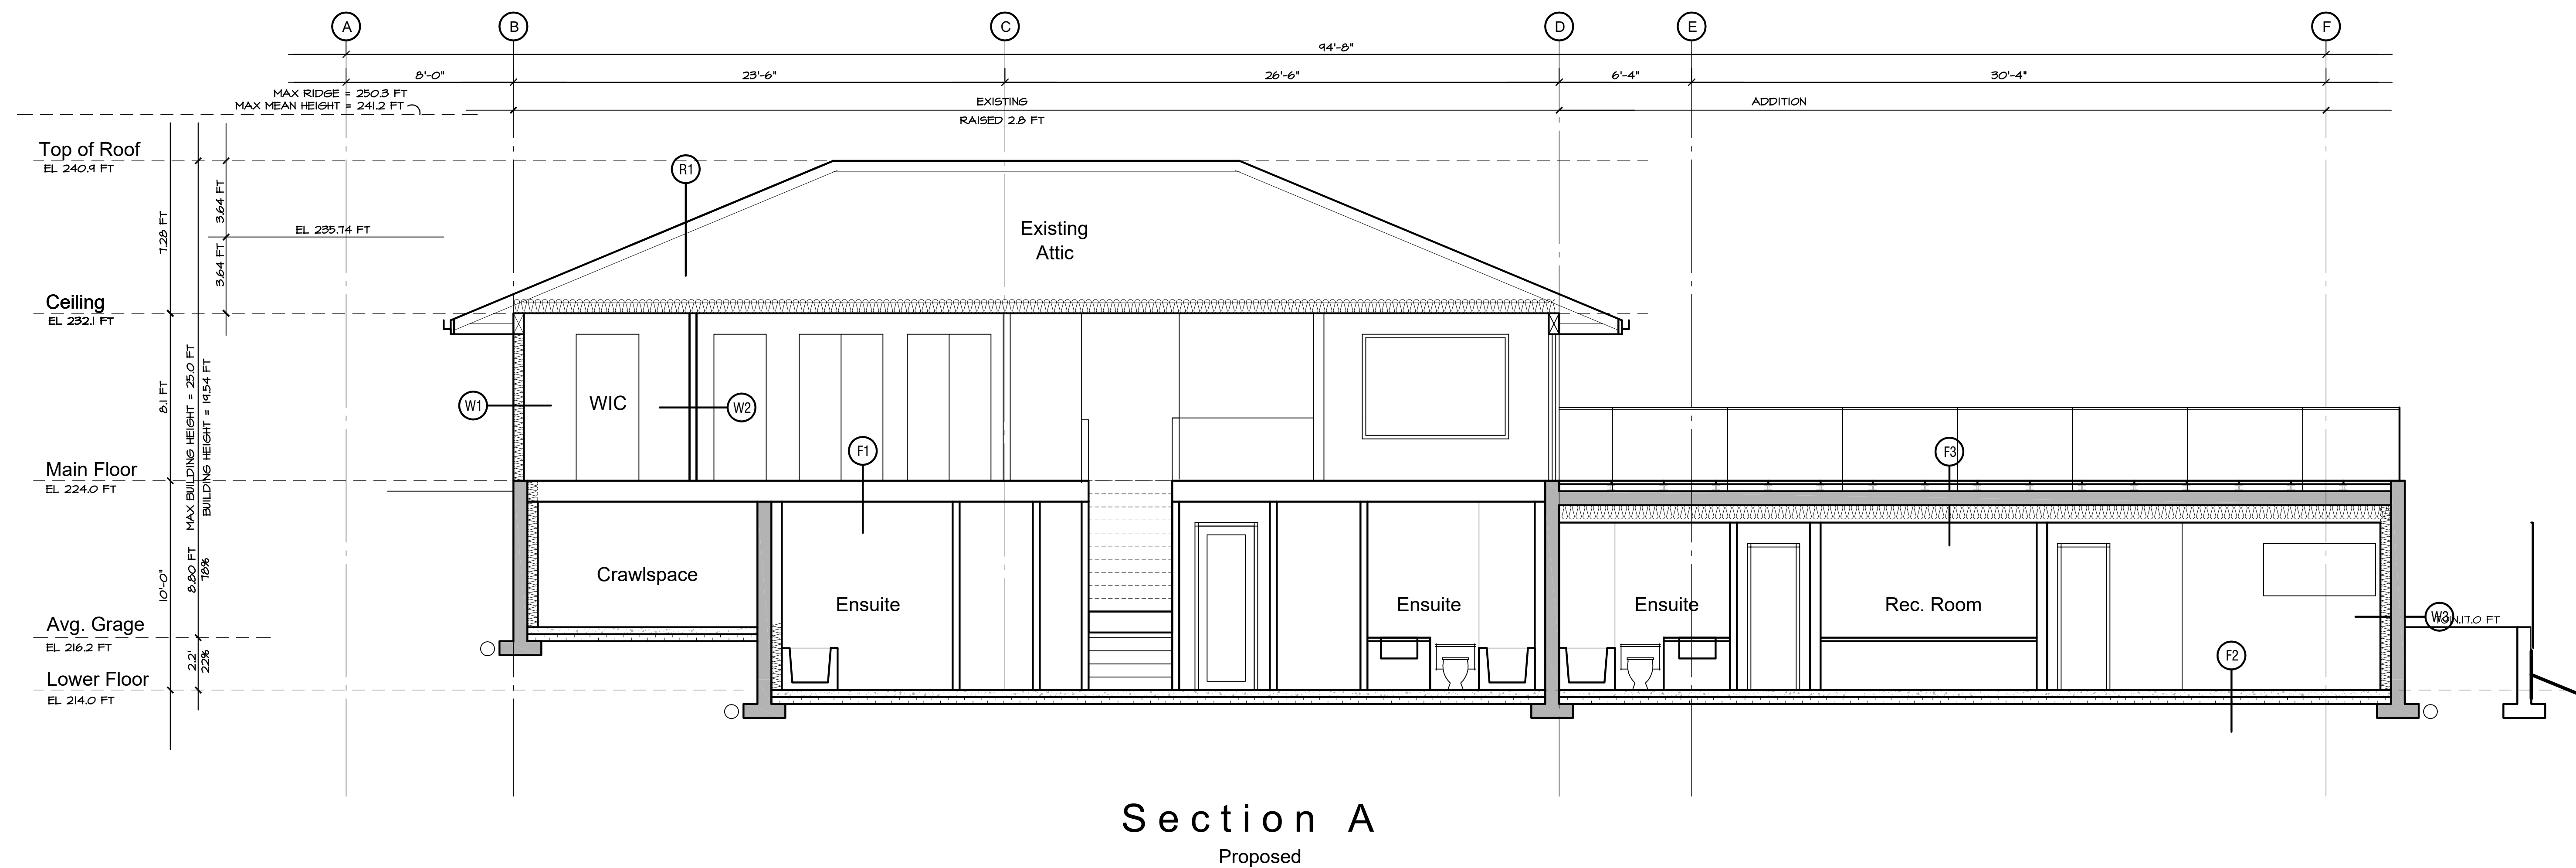 A
B
C
D
E
F
94'-8"
8'-0"
23'-6"
26'-6"
6'-4"
30'-4"
MAX RIDGE = 250.3 FT
MAX MEAN HEIGHT = 241.2 FT
EXISTING
ADDITION
RAISED 2.8 FT
Top of Roof
EL 240.9 FT
R1
3.64 FT
7.28 FT
EL 235.74 FT
3.64 FT
Existing
Attic
Ceiling
EL 232.1 FT
8.1 FT
MAX BUILDING HEIGHT = 25.0 FT
BUILDING HEIGHT = 19.54 FT
W1
WIC
W2
F1
F3
Main Floor
EL 224.0 FT
10'-0"
8.80 FT
78%
Crawlspace
Ensuite
Ensuite
Ensuite
Rec. Room
W3
17.0 FT
Avg. Grage
EL 216.2 FT
2.2'
22%
F2
Lower Floor
EL 214.0 FT
Section A
Proposed